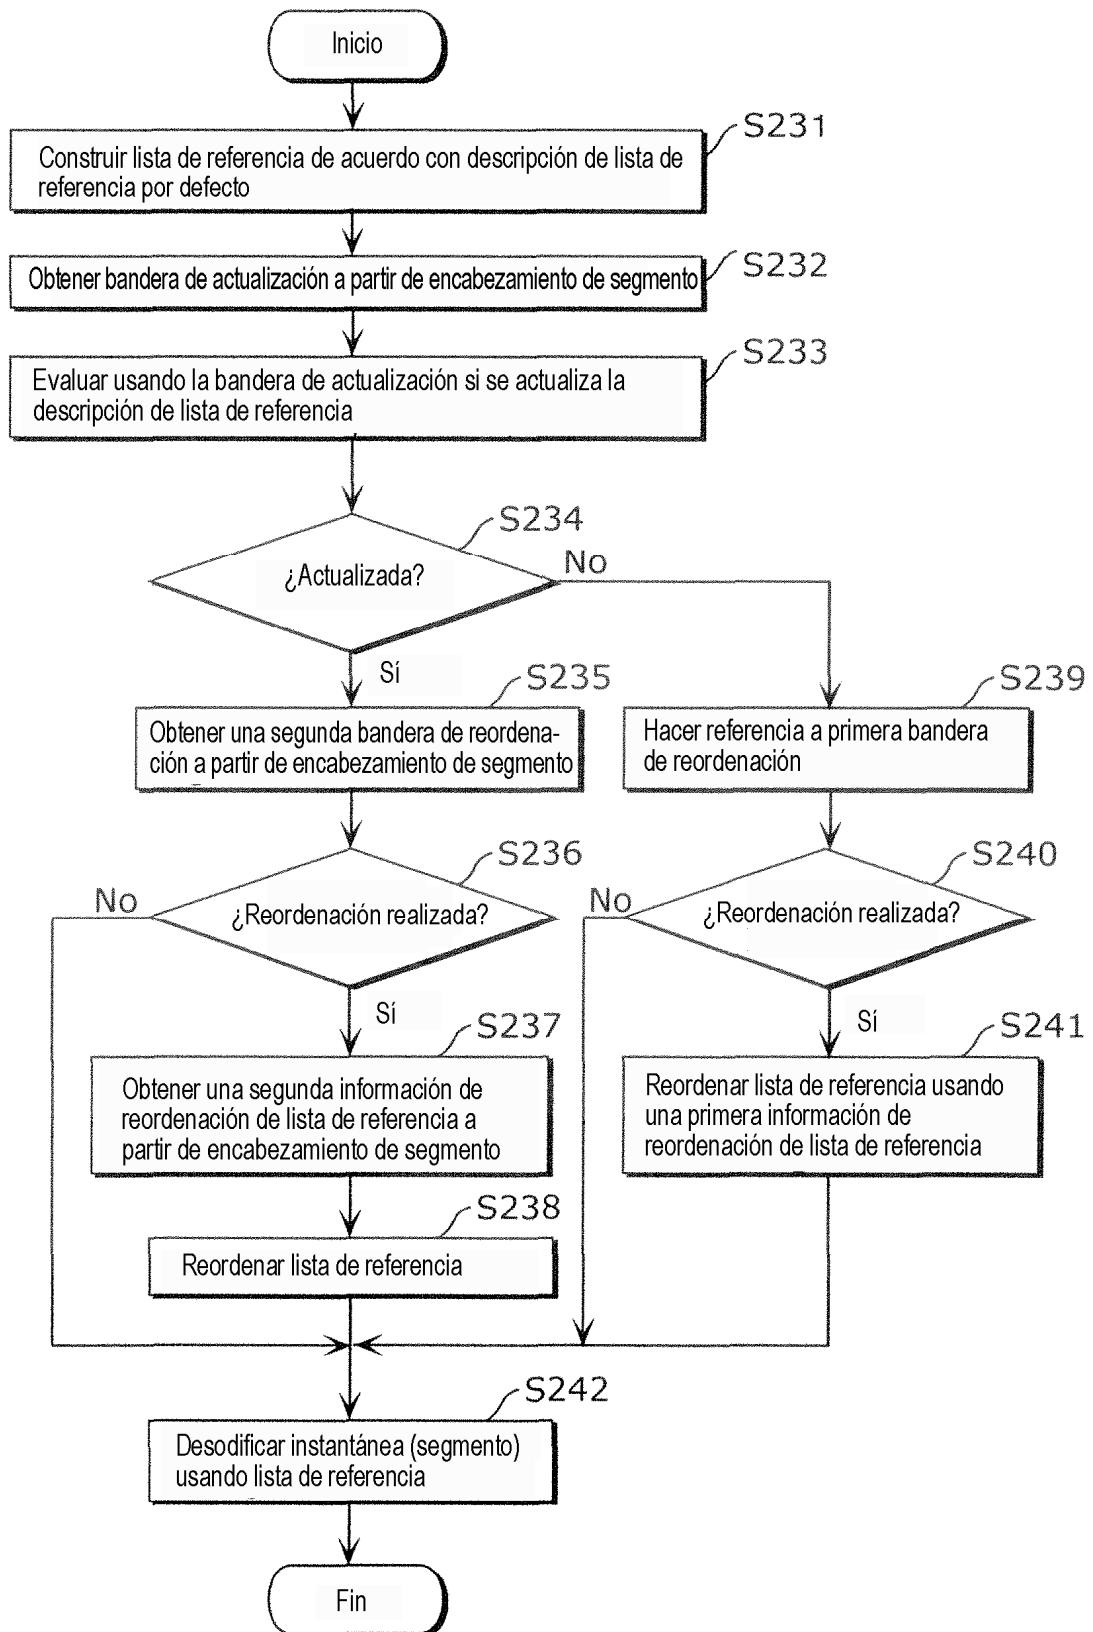 Inicio
S231
Construir lista de referencia de acuerdo con descripción de lista de
referencia por defecto
S232
Obtener bandera de actualización a partir de encabezamiento de segmento
S233
Evaluar usando la bandera de actualización si se actualiza la
descripción de lista de referencia
S234
¿Actualizada?
No
Sí
S235
Obtener una segunda bandera de reordena-
ción a partir de encabezamiento de segmento
S239
Hacer referencia a primera bandera
de reordenación
S236
No
¿Reordenación realizada?
Sí
S240
No
¿Reordenación realizada?
Sí
S237
Obtener una segunda información de
reordenación de lista de referencia a
partir de encabezamiento de segmento
S241
Reordenar lista de referencia usando
una primera información de
reordenación de lista de referencia
S238
Reordenar lista de referencia
S242
Desodificar instantánea (segmento)
usando lista de referencia
Fin